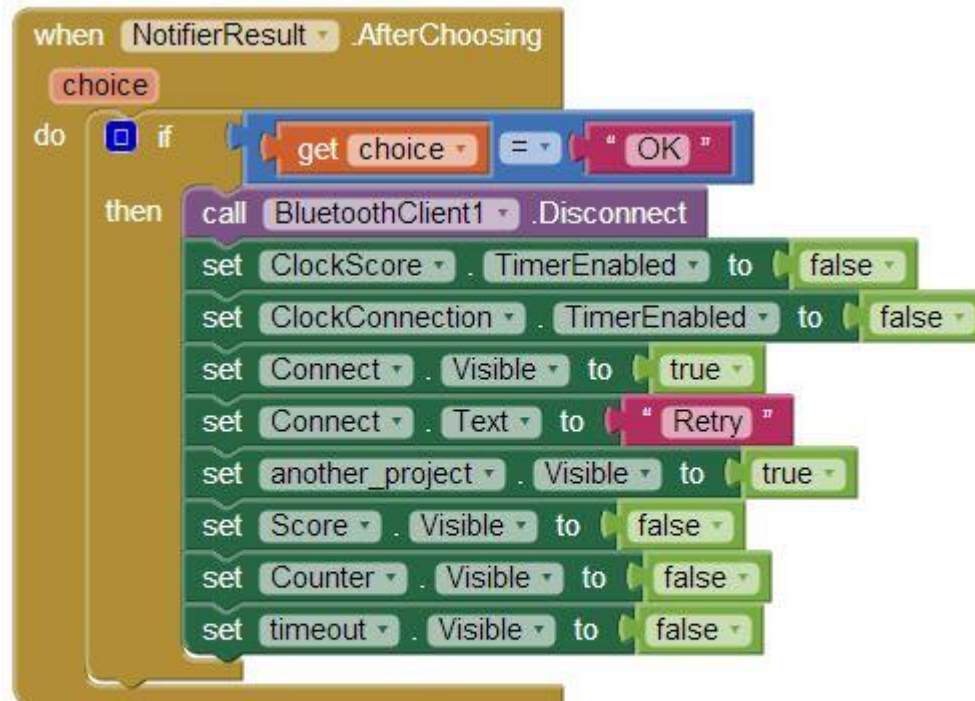 when NotifierResult .AfterChoosing
choice
do if get choice = " OK "
then call BluetoothClient1 .Disconnect
set ClockScore . TimerEnabled to false
set ClockConnection . TimerEnabled to false
set Connect . Visible to true
set Connect . Text to " Retry "
set another_project . Visible to true
set Score . Visible to false
set Counter . Visible to false
set timeout . Visible to false